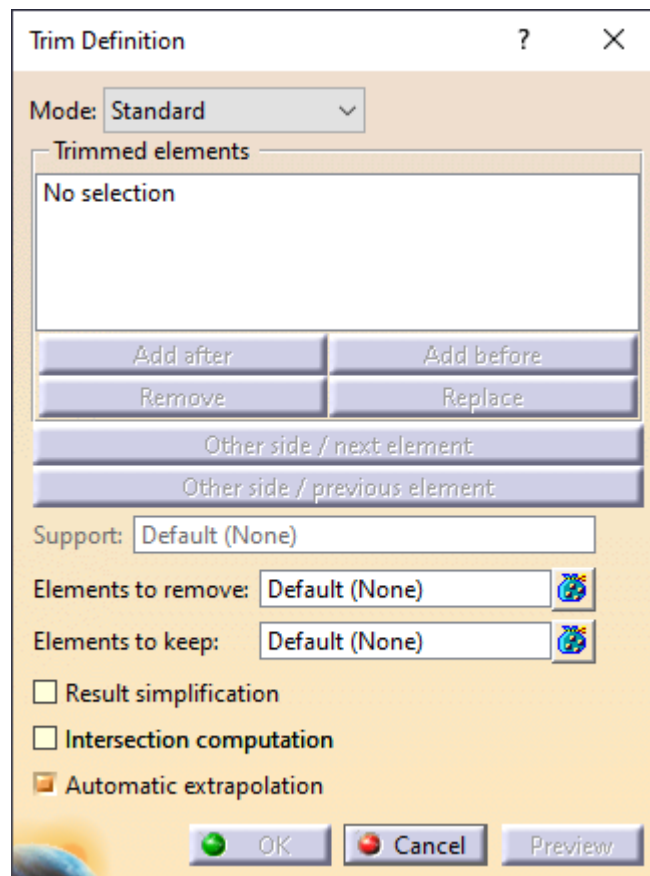 Trim Definition ?
Mode: Standard
Trimmed elements
No selection
Add after Add before
Remove Replace
Other side / next element
Other side / previous element
Support: Default (None)
Elements to remove: Default (None)
Elements to keep: Default (None)
Result simplification
Intersection computation
Automatic extrapolation
OK Cancel Preview